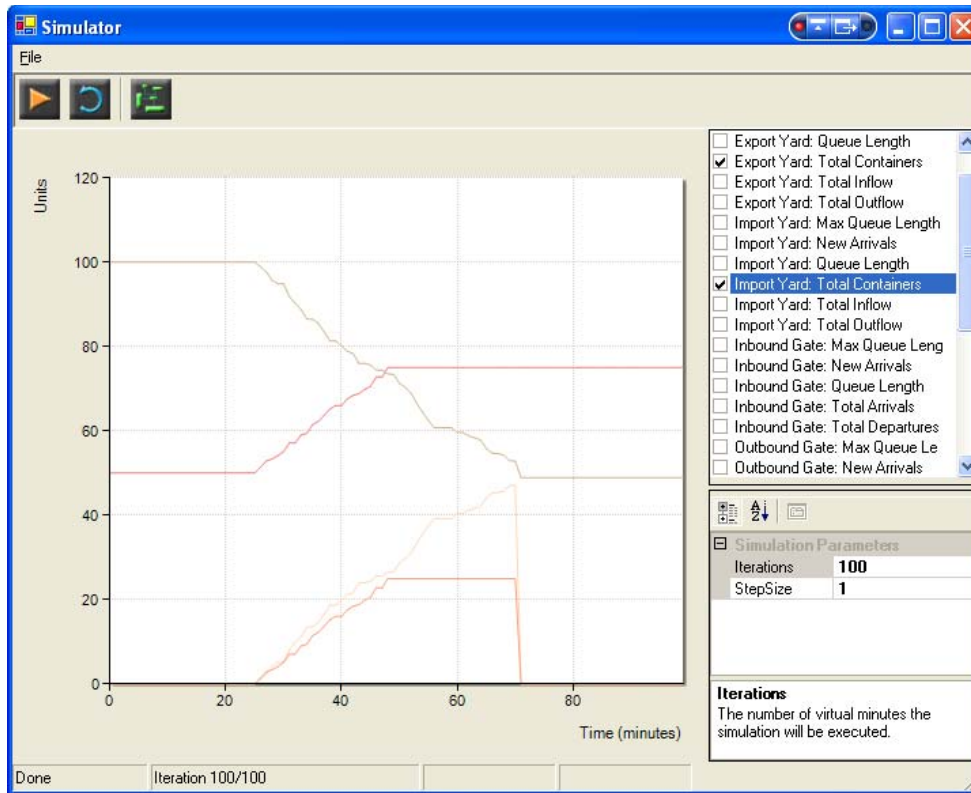 Simulator
File
Units
120
100
80
60
40
20
0
0 20 40 60 80
Time (minutes)
Export Yard: Queue Length
Export Yard: Total Containers
Export Yard: Total Inflow
Export Yard: Total Outflow
Import Yard: Max Queue Length
Import Yard: New Arrivals
Import Yard: Queue Length
Import Yard: Total Containers
Import Yard: Total Inflow
Import Yard: Total Outflow
Inbound Gate: Max Queue Leng
Inbound Gate: New Arrivals
Inbound Gate: Queue Length
Inbound Gate: Total Arrivals
Inbound Gate: Total Departures
Outbound Gate: Max Queue Le
Outbound Gate: New Arrivals
A Z
Simulation Parameters
Iterations 100
StepSize 1
Iterations
The number of virtual minutes the
simulation will be executed.
Done Iteration 100/100